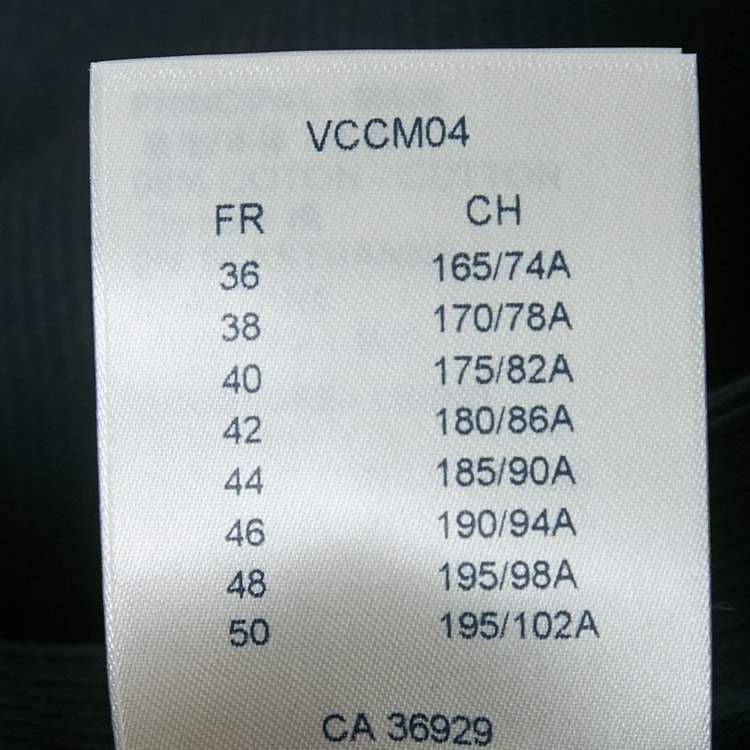 VCCM04
FR CH
36 165/74A
38 170/78A
40 175/82A
42 180/86A
44 185/90A
46 190/94A
48 195/98A
50 195/102A
CA 36929